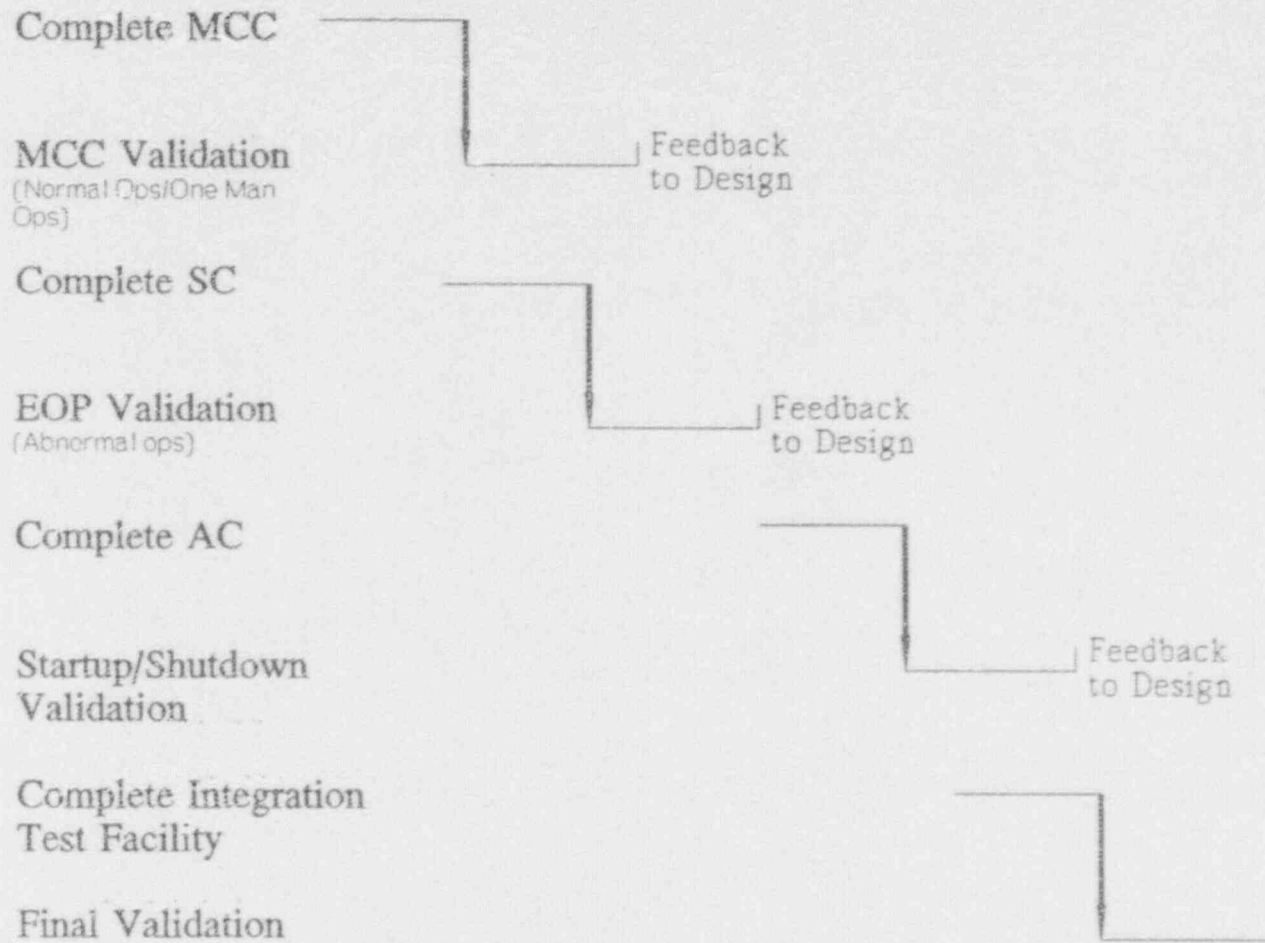 Complete MCC
MCC Validation
(Normal Ops/One Man
Ops)
Feedback
to Design
Complete SC
EOP Validation
(Abnormal ops)
Feedback
to Design
Complete AC
Startup/Shutdown
Validation
Feedback
to Design
Complete Integration
Test Facility
Final Validation